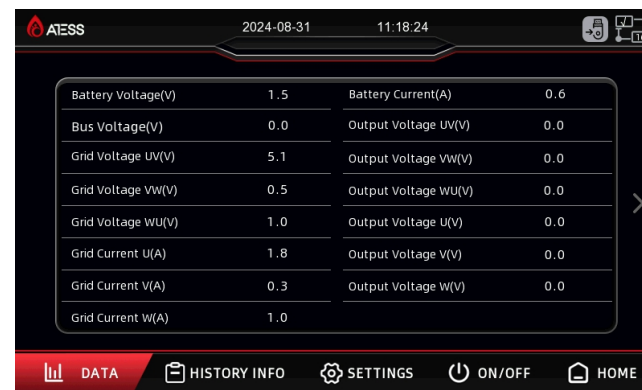 ATESS 2024-08-31 11:18:24
Battery Voltage(V) 1.5 Battery Current(A) 0.6
Bus Voltage(V) 0.0 Output Voltage UV(V) 0.0
Grid Voltage UV(V) 5.1 Output Voltage VW(V) 0.0
Grid Voltage VW(V) 0.5 Output Voltage WU(V) 0.0
Grid Voltage WU(V) 1.0 Output Voltage U(V) 0.0
Grid Current U(A) 1.8 Output Voltage V(V) 0.0
Grid Current V(A) 0.3 Output Voltage W(V) 0.0
Grid Current W(A) 1.0
DATA HISTORY INFO SETTINGS ON/OFF HOME